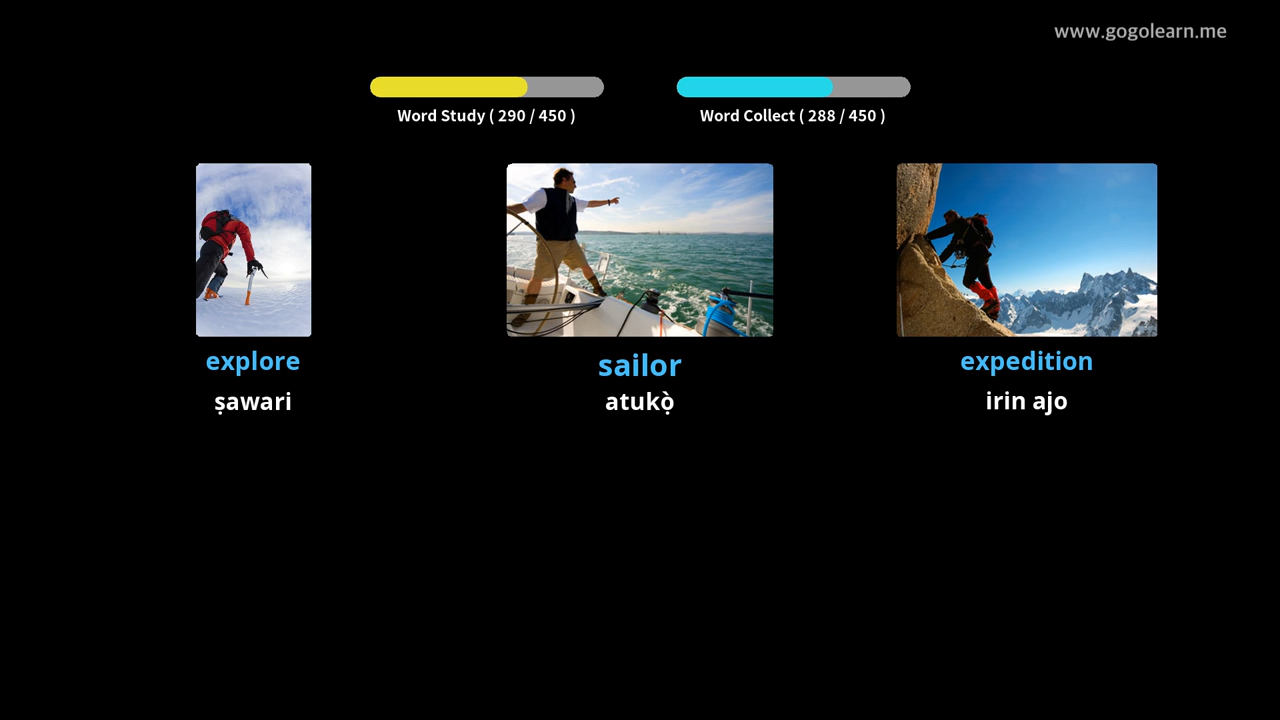 www.gogolearn.me
Word Study ( 290 / 450 )
Word Collect ( 288 / 450 )
explore
sailor
expedition
ṣawari
atukọ̀
irin ajo